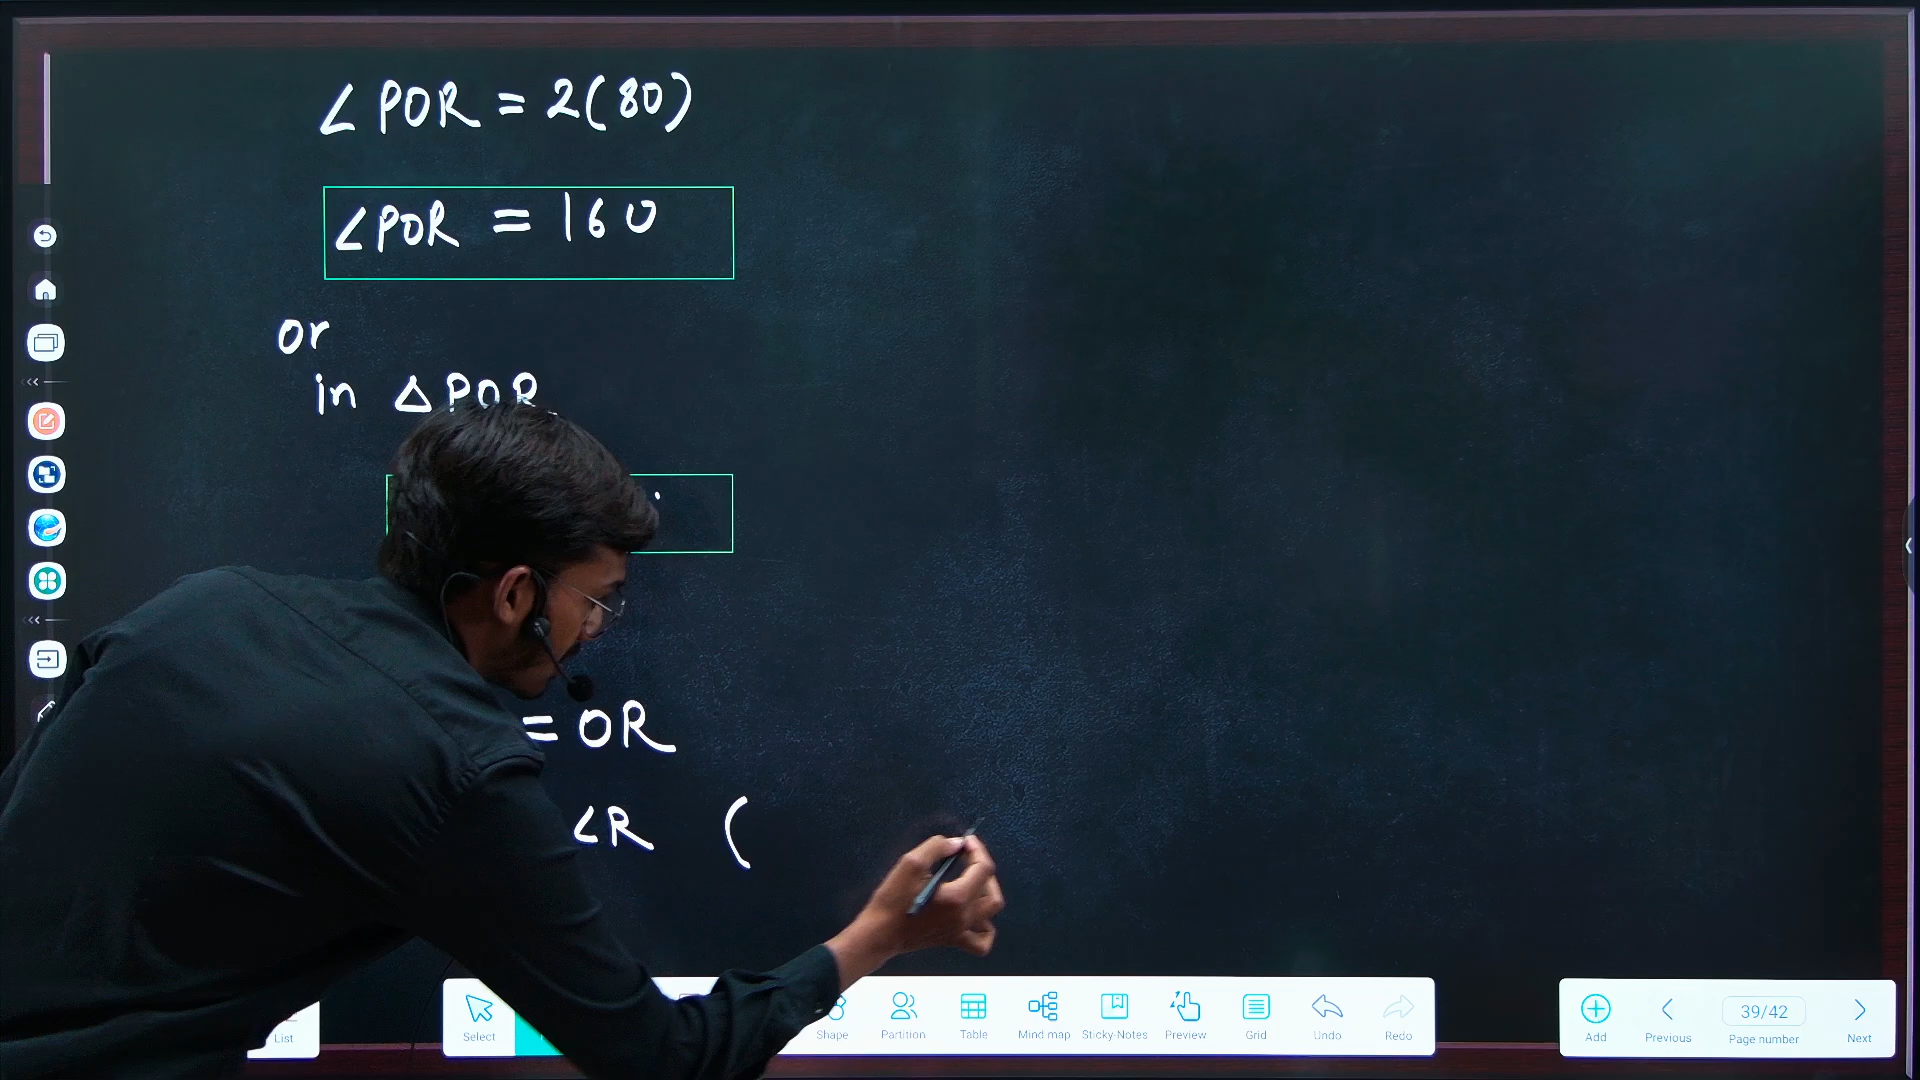 ∠POR = 2(80)
∠POR = 160
or
in △POR
= OR
∠R (
List
Select
Shape
Partition
Table
Mind map
Sticky-Notes
Preview
Grid
Undo
Redo
Add
Previous
39/42
Page number
Next